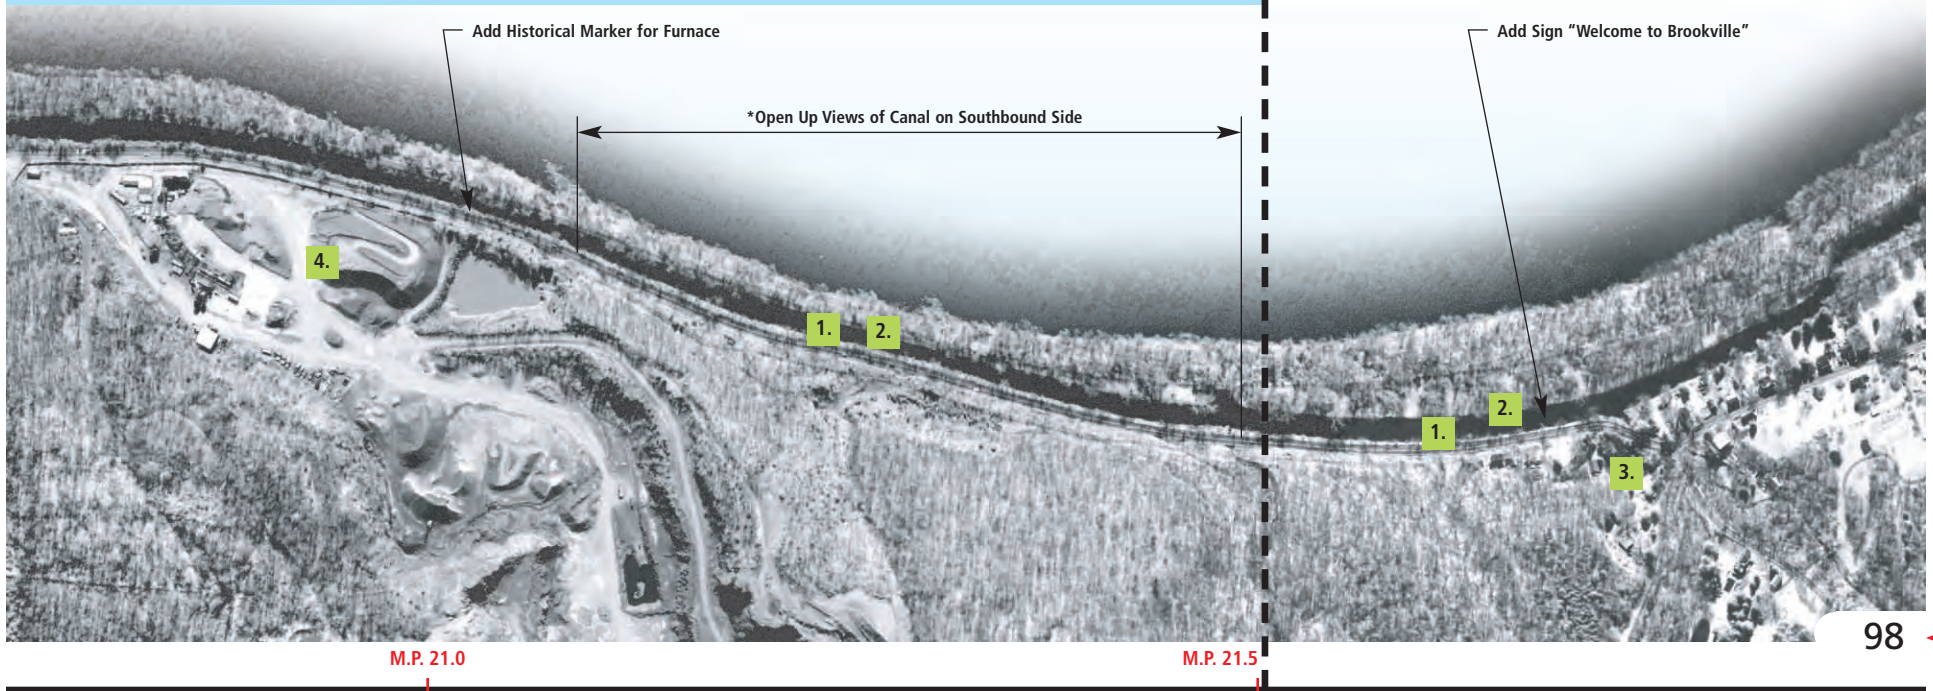 Add Historical Marker for Furnace
Add Sign "Welcome to Brookville"
*Open Up Views of Canal on Southbound Side
4.
1.
2.
2.
1.
3.
98
M.P. 21.0
M.P. 21.5